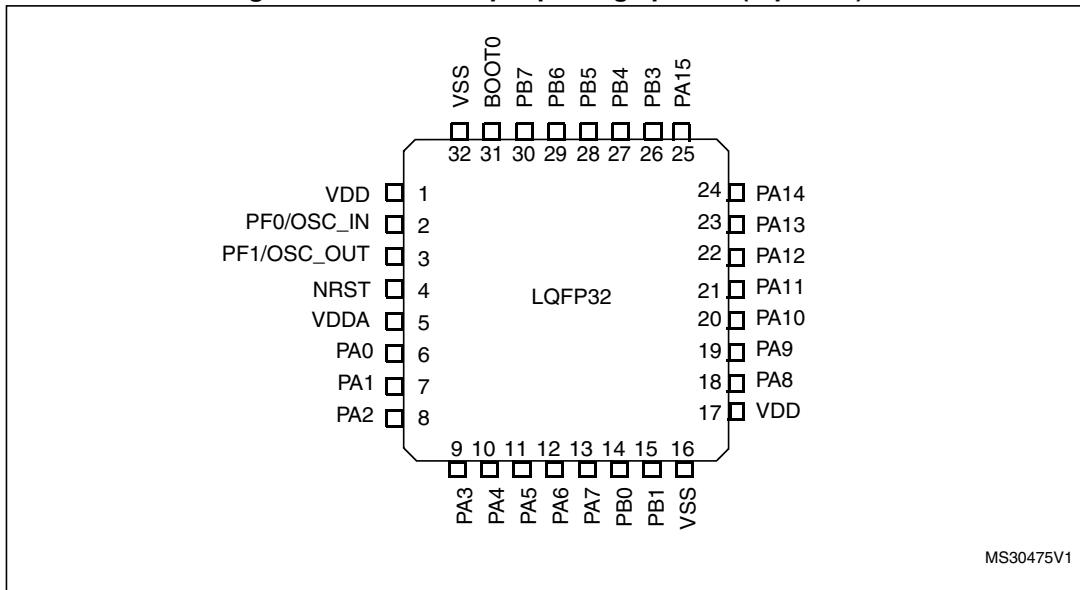 VSS
BOOT0
PB7
PB6
PB5
PB4
PB3
PA15
32 31 30 29 28 27 26 25
VDD 1
PF0/OSC_IN 2
PF1/OSC_OUT 3
NRST 4
VDDA 5
PA0 6
PA1 7
PA2 8
LQFP32
24 PA14
23 PA13
22 PA12
21 PA11
20 PA10
19 PA9
18 PA8
17 VDD
9 10 11 12 13 14 15 16
PA3
PA4
PA5
PA6
PA7
PB0
PB1
VSS
MS30475V1